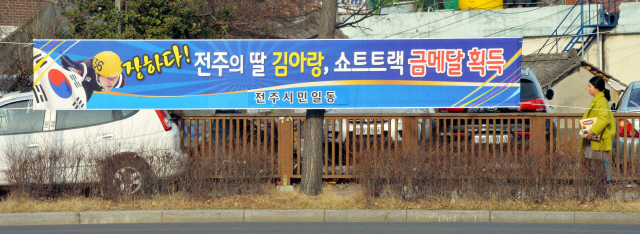 장하다! 전주의 딸 김아랑, 쇼트트랙 금메달 획득
전주시민일동